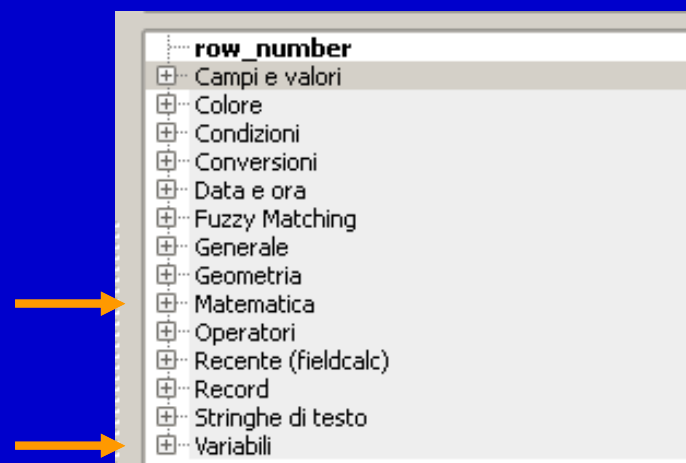 row_number
Campi e valori
Colore
Condizioni
Conversioni
Data e ora
Fuzzy Matching
Generale
Geometria
Matematica
Operatori
Recente (fieldcalc)
Record
Stringhe di testo
Variabili